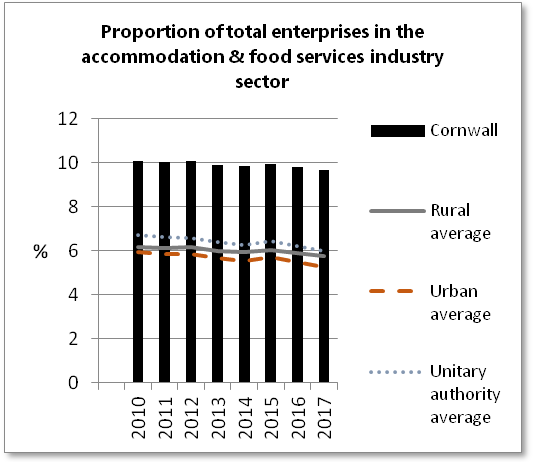 Proportion of total enterprises in the
accommodation & food services industry
sector
12
10
8
6
4
2
0
%
2010
2011
2012
2013
2014
2015
2016
2017
Cornwall
Rural
average
Urban
average
Unitary
authority
average